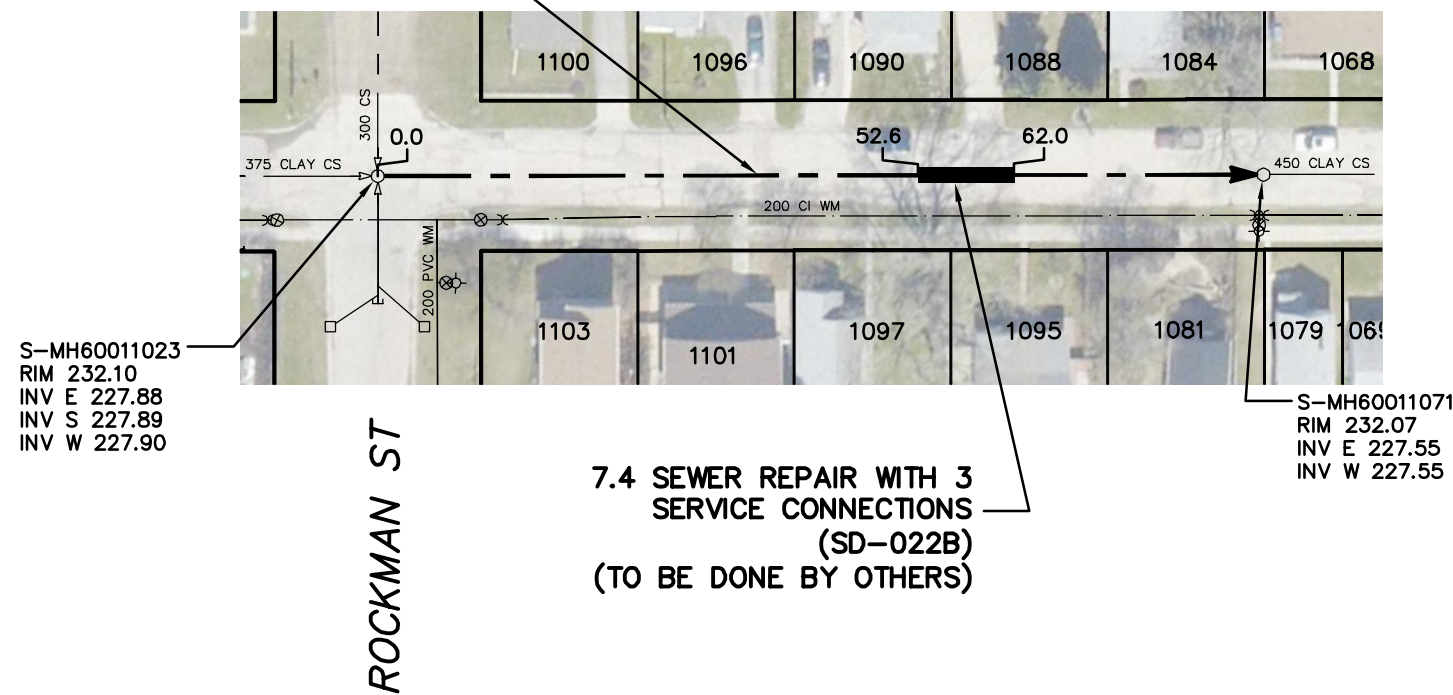 1100
1096
1090
1088
1084
1068
300 CS
0.0
52.6
62.0
375 CLAY CS
450 CLAY CS
200 CI WM
200 PVC WM
1103
1101
1097
1095
1081
1079
S-MH60011023
RIM 232.10
INV E 227.88
INV S 227.89
INV W 227.90
S-MH60011071
RIM 232.07
INV E 227.55
INV W 227.55
ROCKMAN ST
7.4 SEWER REPAIR WITH 3
SERVICE CONNECTIONS
(SD-022B)
(TO BE DONE BY OTHERS)